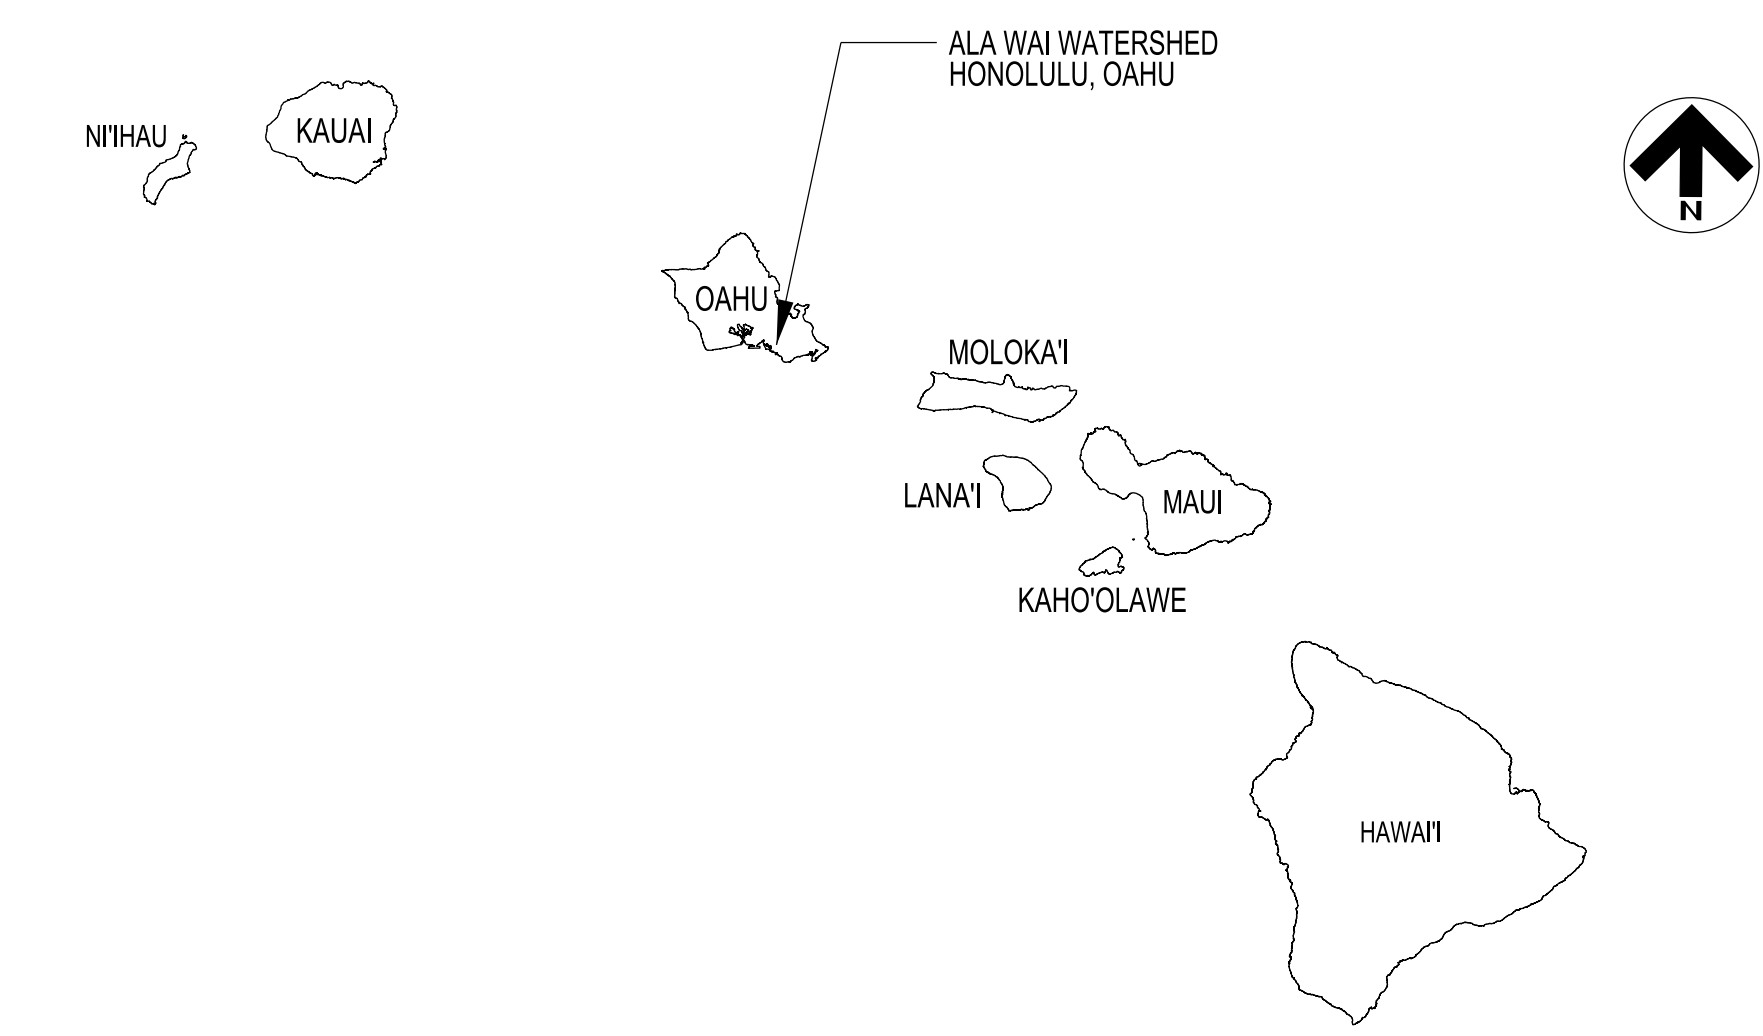 ALA WAI WATERSHED
HONOLULU, OAHU
NI'IHAU
KAUAI
N
OAHU
MOLOKA'I
LANA'I
MAUI
KAHO'OLAWE
HAWAI'I